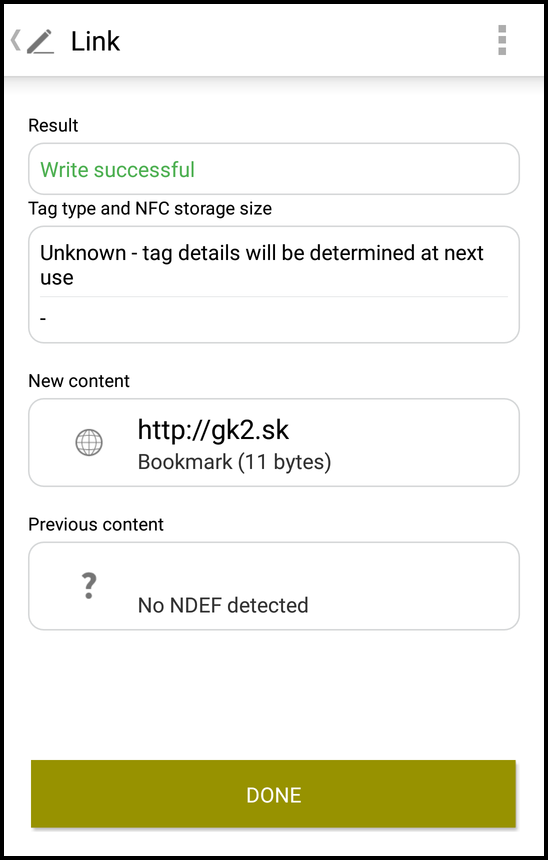 Link
Result
Write successful
Tag type and NFC storage size
Unknown - tag details will be determined at next
use
-
New content
http://gk2.sk
Bookmark (11 bytes)
Previous content
?
No NDEF detected
DONE